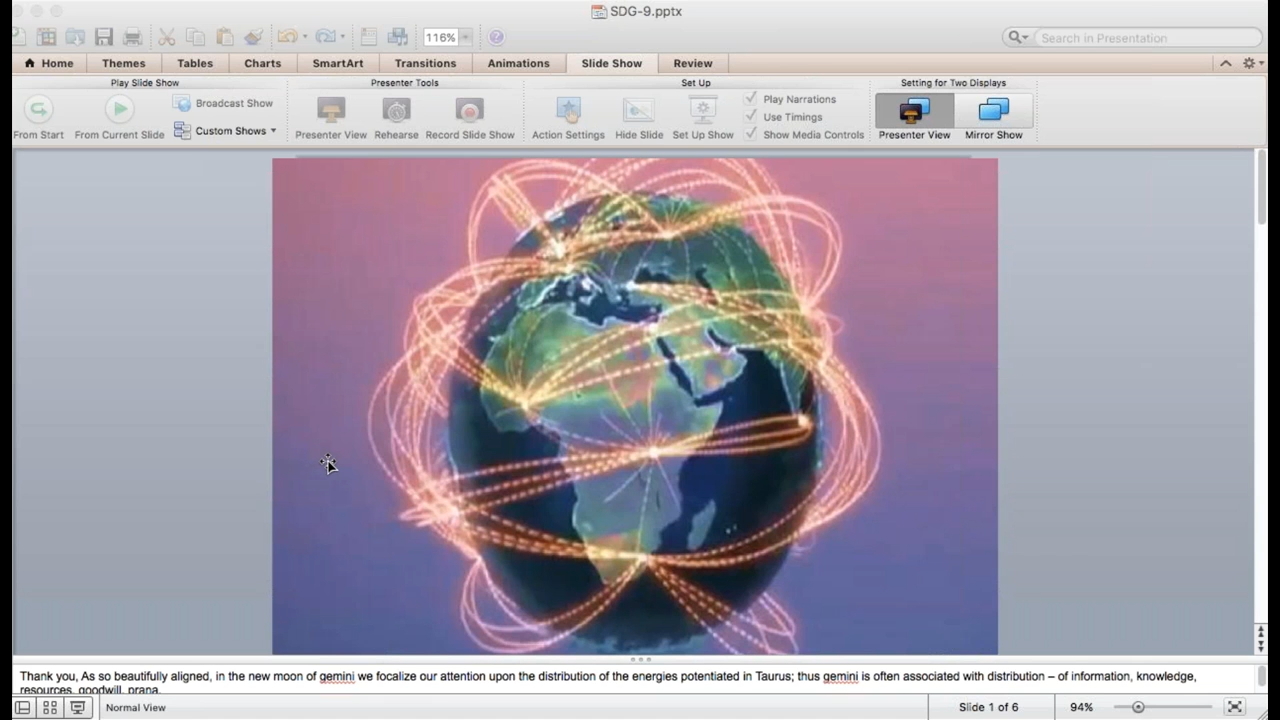 SDG-9.pptx
116%
Search in Presentation
Home Themes Tables Charts SmartArt Transitions Animations Slide Show Review
Play Slide Show Presenter Tools Set Up Setting for Two Displays
Broadcast Show
Custom Shows
From Start From Current Slide
Presenter View Rehearse Record Slide Show
Action Settings Hide Slide Set Up Show
Play Narrations
Use Timings
Show Media Controls
Presenter View Mirror Show
Thank you, As so beautifully aligned, in the new moon of gemini we focalize our attention upon the distribution of the energies potentiated in Taurus; thus gemini is often associated with distribution – of information, knowledge,
resources, goodwill, prana.
Normal View Slide 1 of 6 94%